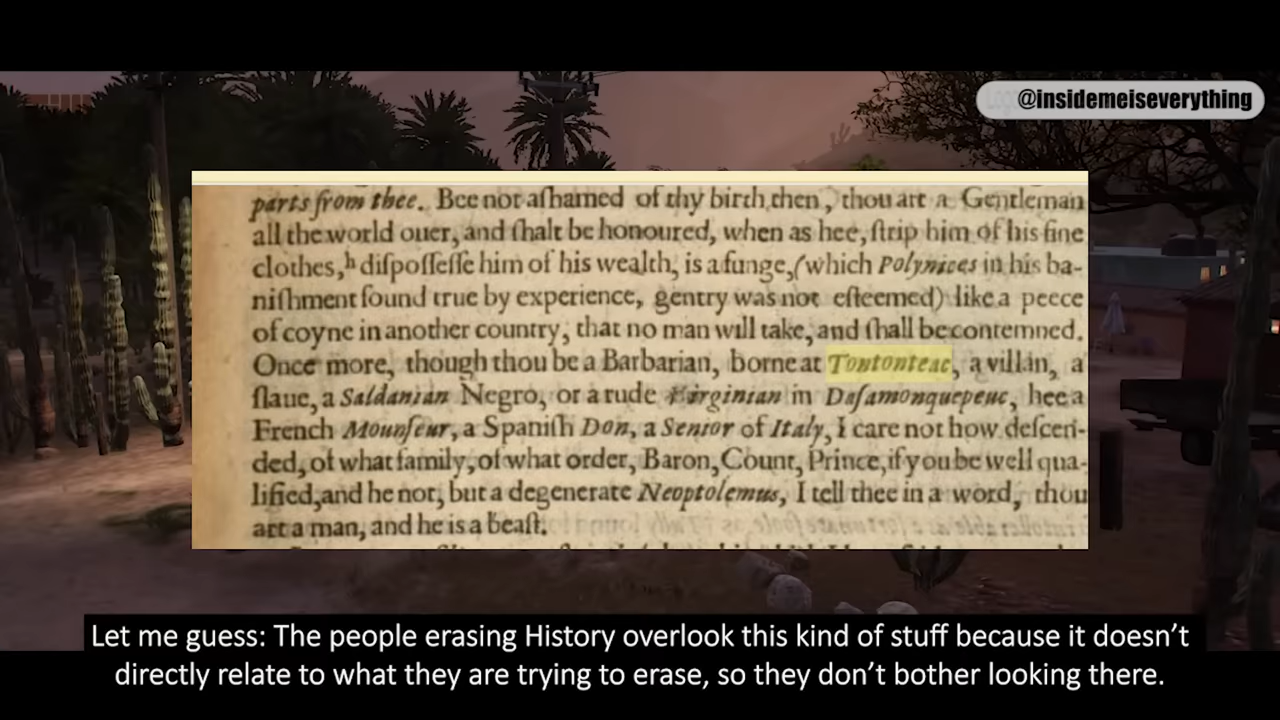 @insidemeiseverything
parts from thee. Bee not aſhamed of thy birth then, thou art a Gentleman
all the world ouer, and ſhalt be honoured, when as hee, ſtrip him of his fine
clothes,ʰ diſpoſſeſſe him of his wealth, is a funge, (which Polynices in his ba-
niſhment found true by experience, gentry was not eſteemed) like a peece
of coyne in another country, that no man will take, and ſhall be contemned.
Once more, though thou be a Barbarian, borne at Tontonteac, a villan, a
ſlaue, a Saldanian Negro, or a rude Virginian in Daſamonquepeuc, hee a
French Mounſeur, a Spaniſh Don, a Senior of Italy, I care not how deſcen-
ded, of what family, of what order, Baron, Count, Prince, if you be well qua-
lified, and he not, but a degenerate Neoptolemus, I tell thee in a word, thou
art a man, and he is a beaſt.
Let me guess: The people erasing History overlook this kind of stuff because it doesn’t
directly relate to what they are trying to erase, so they don’t bother looking there.